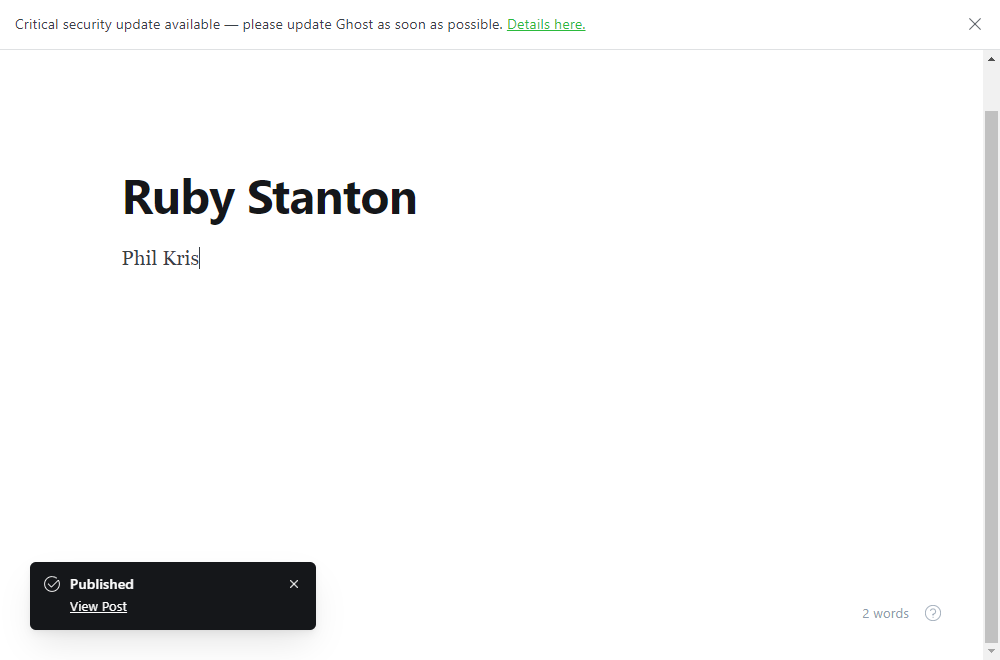 Critical security update available — please update Ghost as soon as possible. Details here.
Ruby Stanton
Phil Kris
Published
View Post
2 words
?